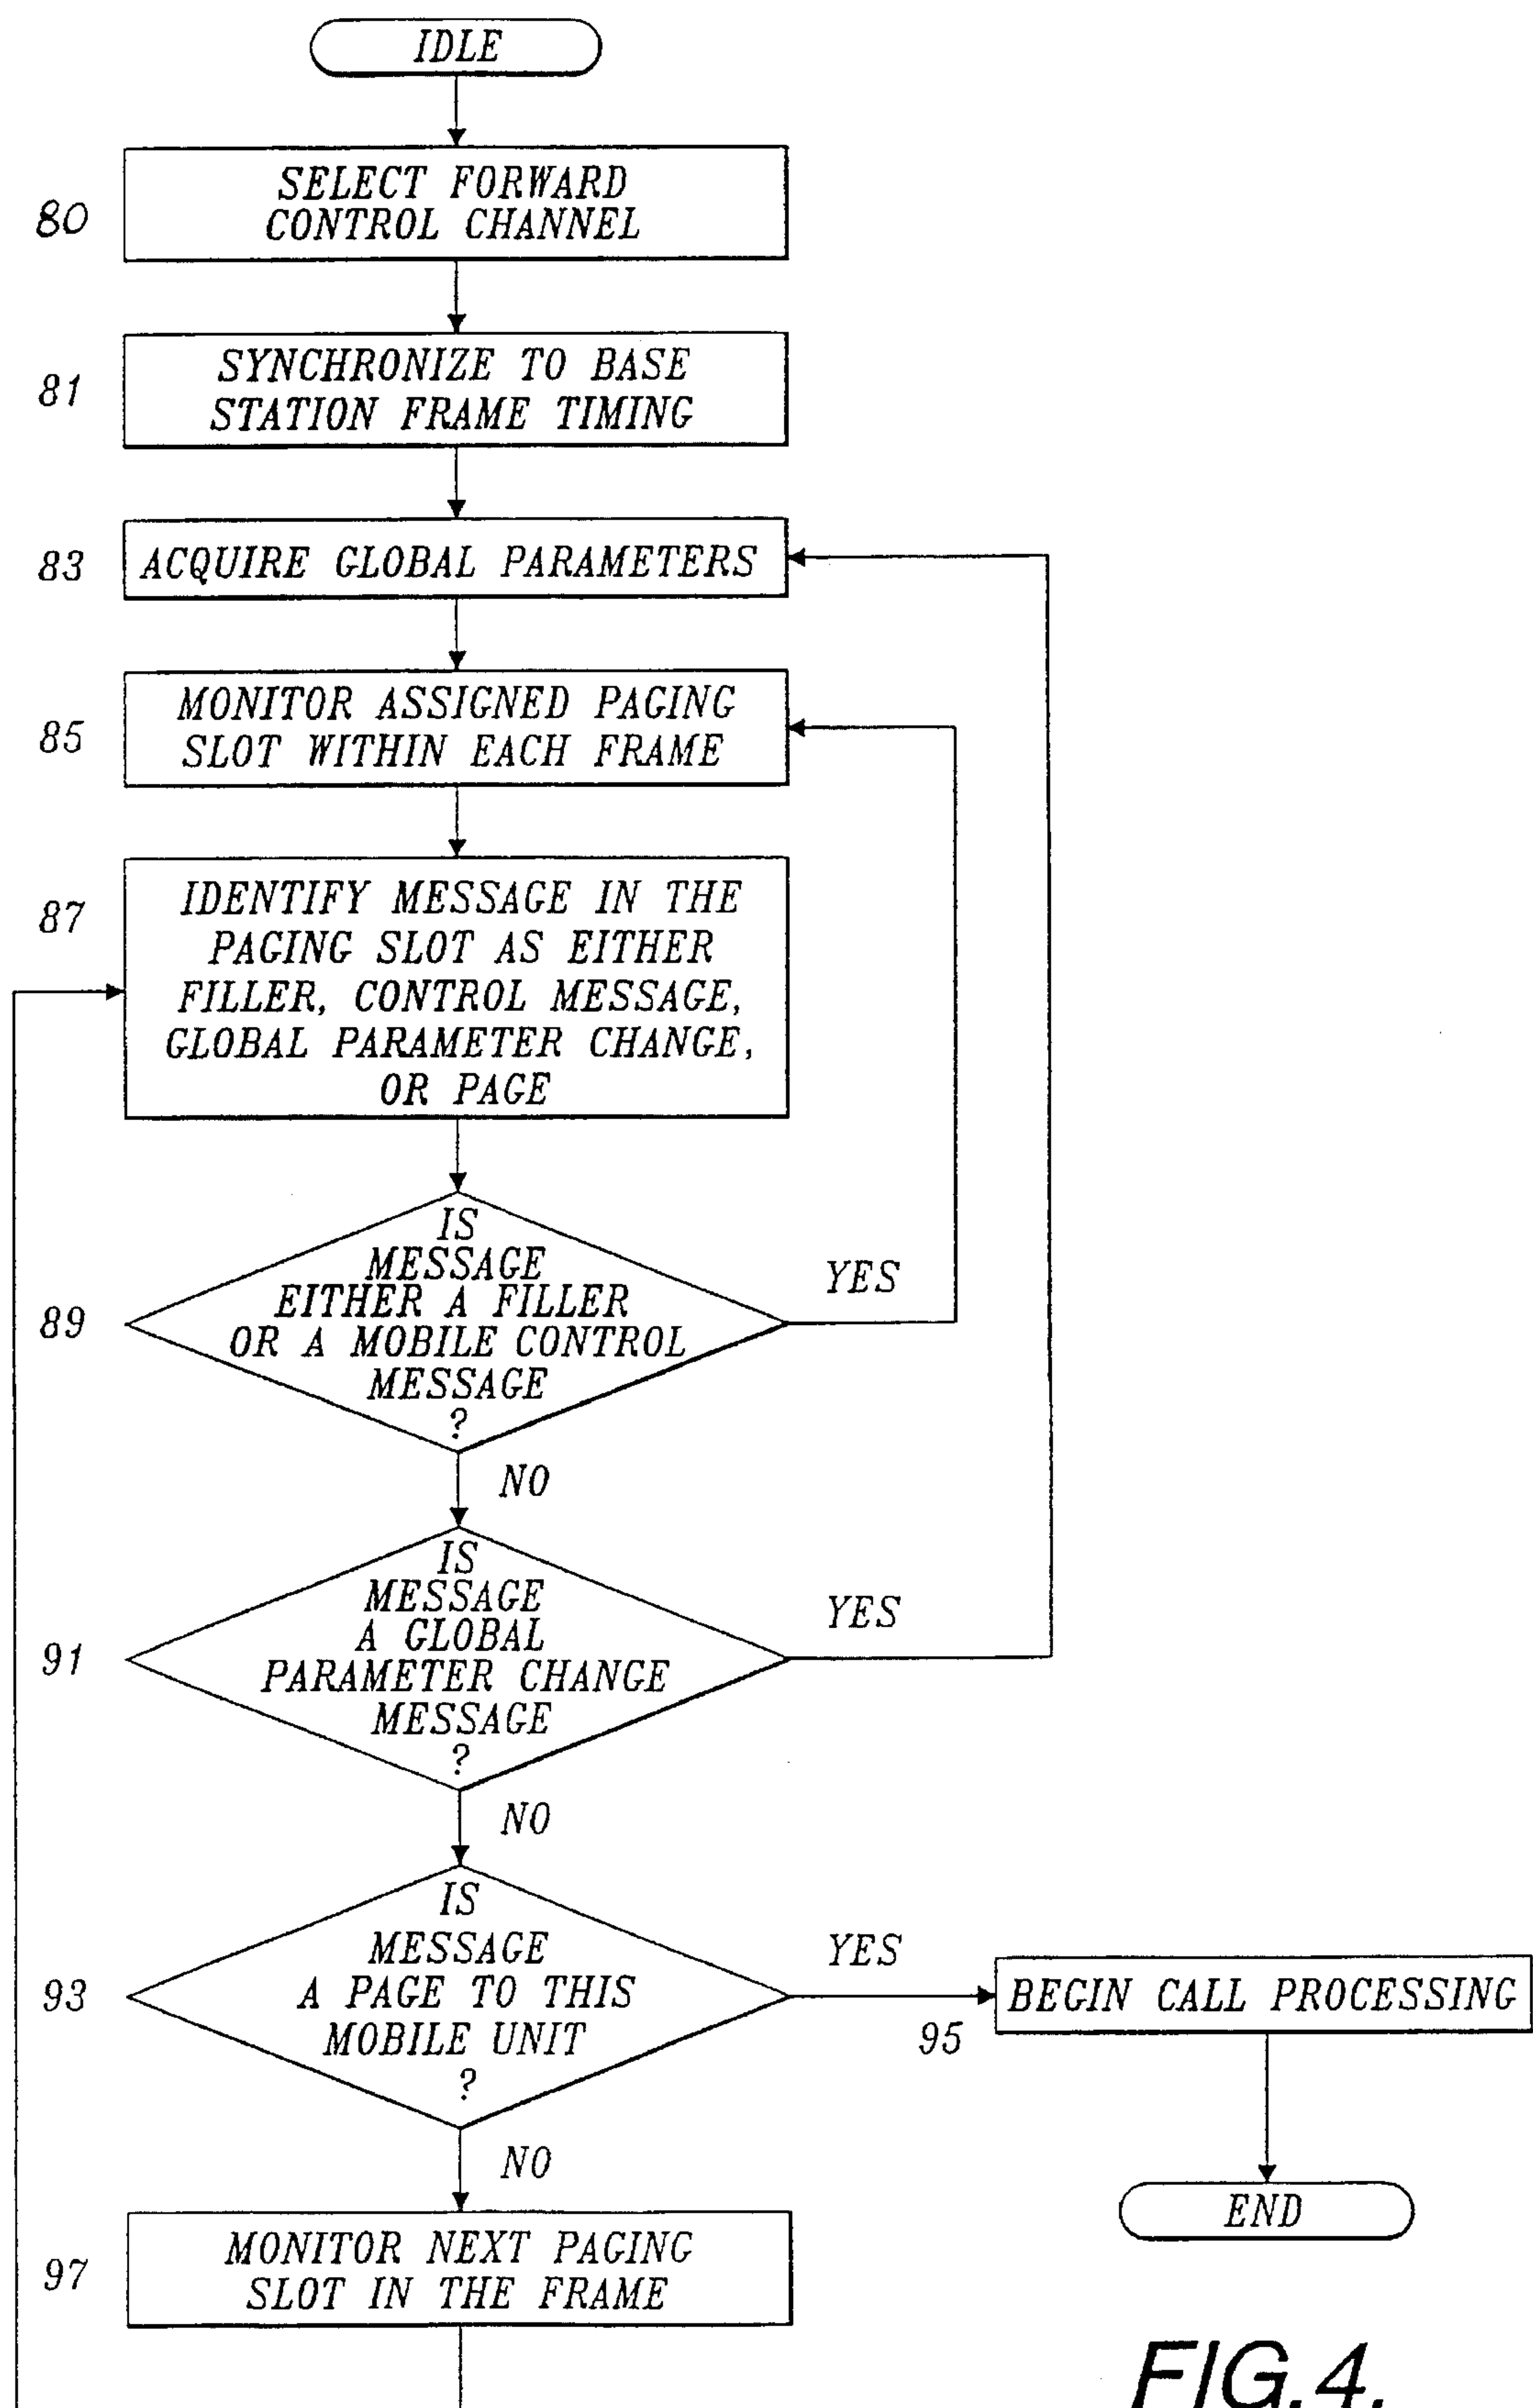 IDLE
80
SELECT FORWARD
CONTROL CHANNEL
81
SYNCHRONIZE TO BASE
STATION FRAME TIMING
83
ACQUIRE GLOBAL PARAMETERS
85
MONITOR ASSIGNED PAGING
SLOT WITHIN EACH FRAME
87
IDENTIFY MESSAGE IN THE
PAGING SLOT AS EITHER
FILLER, CONTROL MESSAGE,
GLOBAL PARAMETER CHANGE,
OR PAGE
89
IS
MESSAGE
EITHER A FILLER
OR A MOBILE CONTROL
MESSAGE
?
YES
NO
91
IS
MESSAGE
A GLOBAL
PARAMETER CHANGE
MESSAGE
?
YES
NO
93
IS
MESSAGE
A PAGE TO THIS
MOBILE UNIT
?
YES
95
BEGIN CALL PROCESSING
NO
END
97
MONITOR NEXT PAGING
SLOT IN THE FRAME
FIG.4.